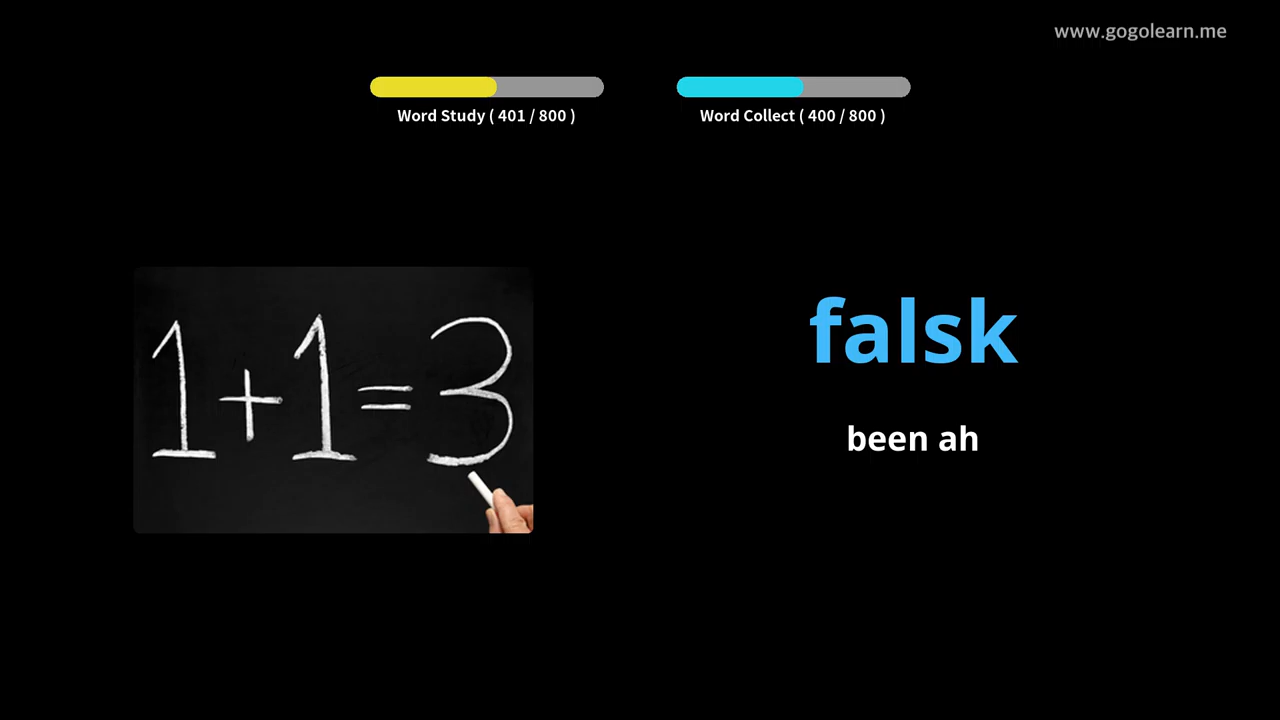 www.gogolearn.me
Word Study ( 401 / 800 )
Word Collect ( 400 / 800 )
1+1=3
falsk
been ah